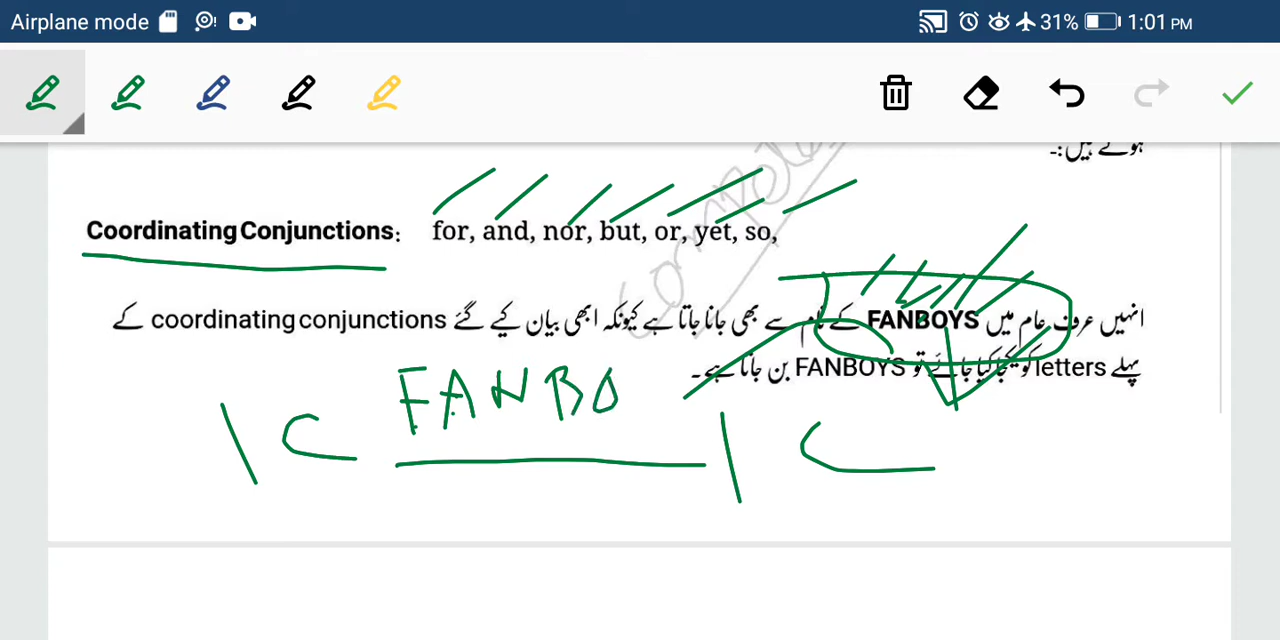 Airplane mode 31% 1:01 PM
ہوتے ہیں:۔
Coordinating Conjunctions: for, and, nor, but, or, yet, so,
انہیں عرف عام میں FANBOYS کے نام سے بھی جانا جاتا ہے کیونکہ ابھی بیان کیے گئے coordinating conjunctions کے
پہلے letters کو یکجا کیا جائے تو FANBOYS بن جاتا ہے۔
FANBO
IC IC